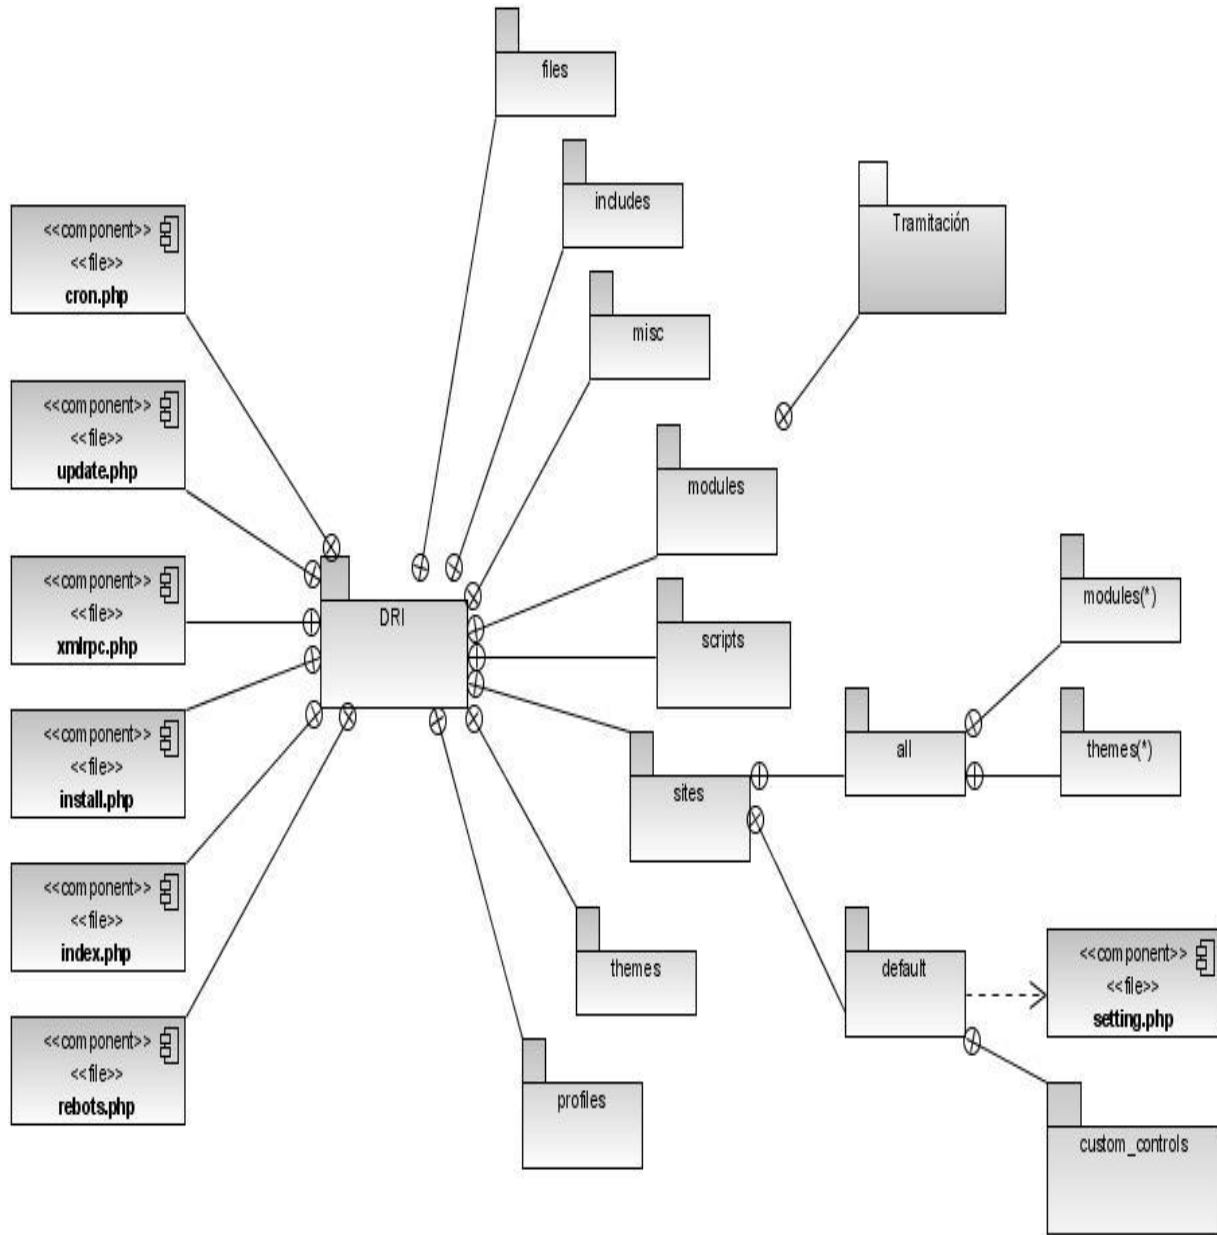 files
includes
Tramitación
<<component>>
<<file>>
cron.php
misc
<<component>>
<<file>>
update.php
modules
<<component>>
<<file>>
xmlrpc.php
DRI
scripts
modules(*)
<<component>>
<<file>>
install.php
sites
all
themes(*)
<<component>>
<<file>>
index.php
themes
default
<<component>>
<<file>>
setting.php
<<component>>
<<file>>
rebots.php
profiles
custom_controls